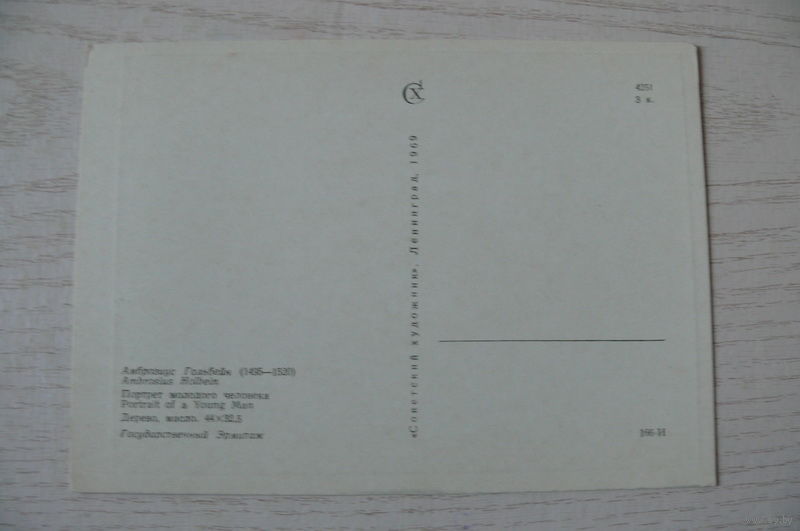 Амброзиус Гольбейн (1495—1520)
Ambrosius Holbein
Портрет молодого человека
Portrait of a Young Man
Дерево, масло. 44×32,5
Государственный Эрмитаж
«Советский художник», Ленинград, 1969
4251
3 к.
166-И